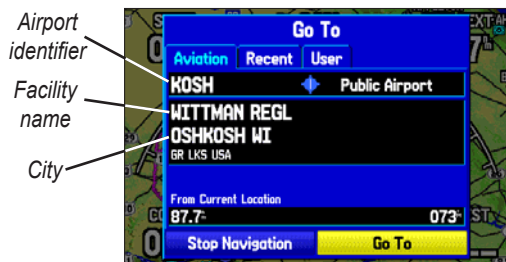 Airport
identifier
Facility
name
City
Go To
Aviation Recent User
KOSH Public Airport
WITTMAN REGL
OSHKOSH WI
GR LKS USA
From Current Location
87.7 073
Stop Navigation Go To